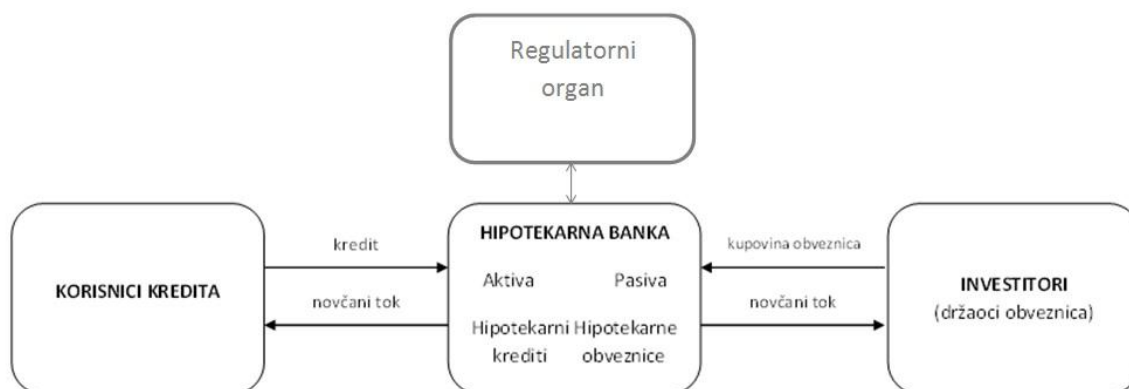 Regulatorni
organ
KORISNICI KREDITA
kredit
novčani tok
HIPOTEKARNA BANKA
Aktiva Pasiva
Hipotekarni Hipotekarne
krediti obveznice
kupovina obveznica
novčani tok
INVESTITORI
(držaoci obveznica)